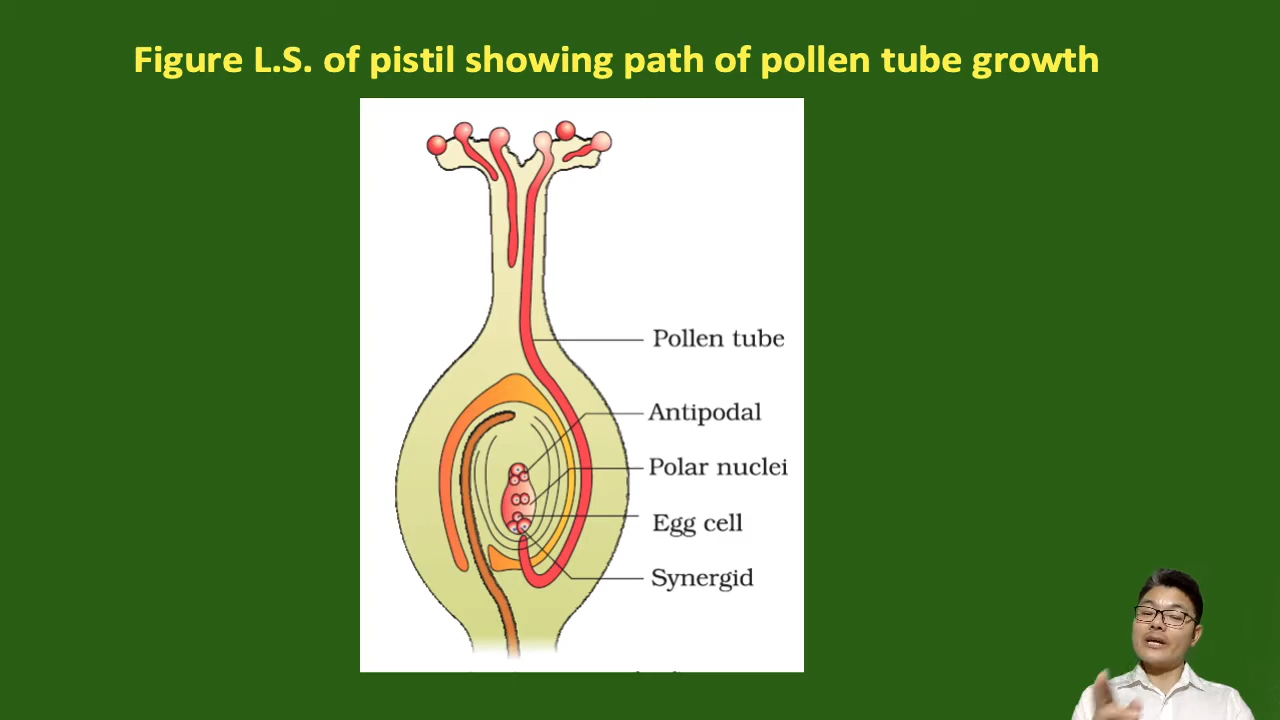 Figure L.S. of pistil showing path of pollen tube growth
Pollen tube
Antipodal
Polar nuclei
Egg cell
Synergid